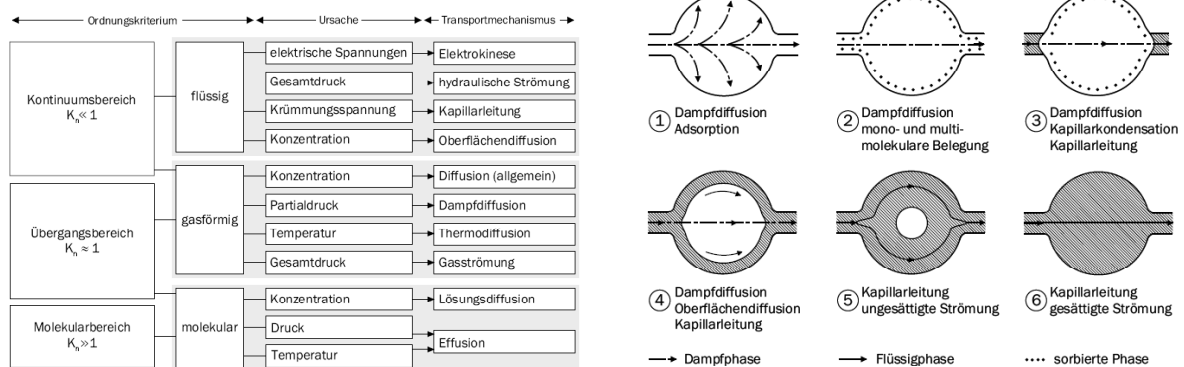 Ordnungskriterium
Ursache
Transportmechanismus
Kontinuumsbereich
Kn≪ 1
Übergangsbereich
Kn ≈ 1
Molekularbereich
Kn≫1
flüssig
elektrische Spannungen
Elektrokinese
Gesamtdruck
hydraulische Strömung
Krümmungsspannung
Kapillarleitung
Konzentration
Oberflächendiffusion
gasförmig
Konzentration
Diffusion (allgemein)
Partialdruck
Dampfdiffusion
Temperatur
Thermodiffusion
Gesamtdruck
Gasströmung
molekular
Konzentration
Lösungsdiffusion
Druck
Temperatur
Effusion
1 Dampfdiffusion
Adsorption
2 Dampfdiffusion
mono- und multi-
molekulare Belegung
3 Dampfdiffusion
Kapillarkondensation
Kapillarleitung
4 Dampfdiffusion
Oberflächendiffusion
Kapillarleitung
5 Kapillarleitung
ungesättigte Strömung
6 Kapillarleitung
gesättigte Strömung
Dampfphase
Flüssigphase
sorbierte Phase